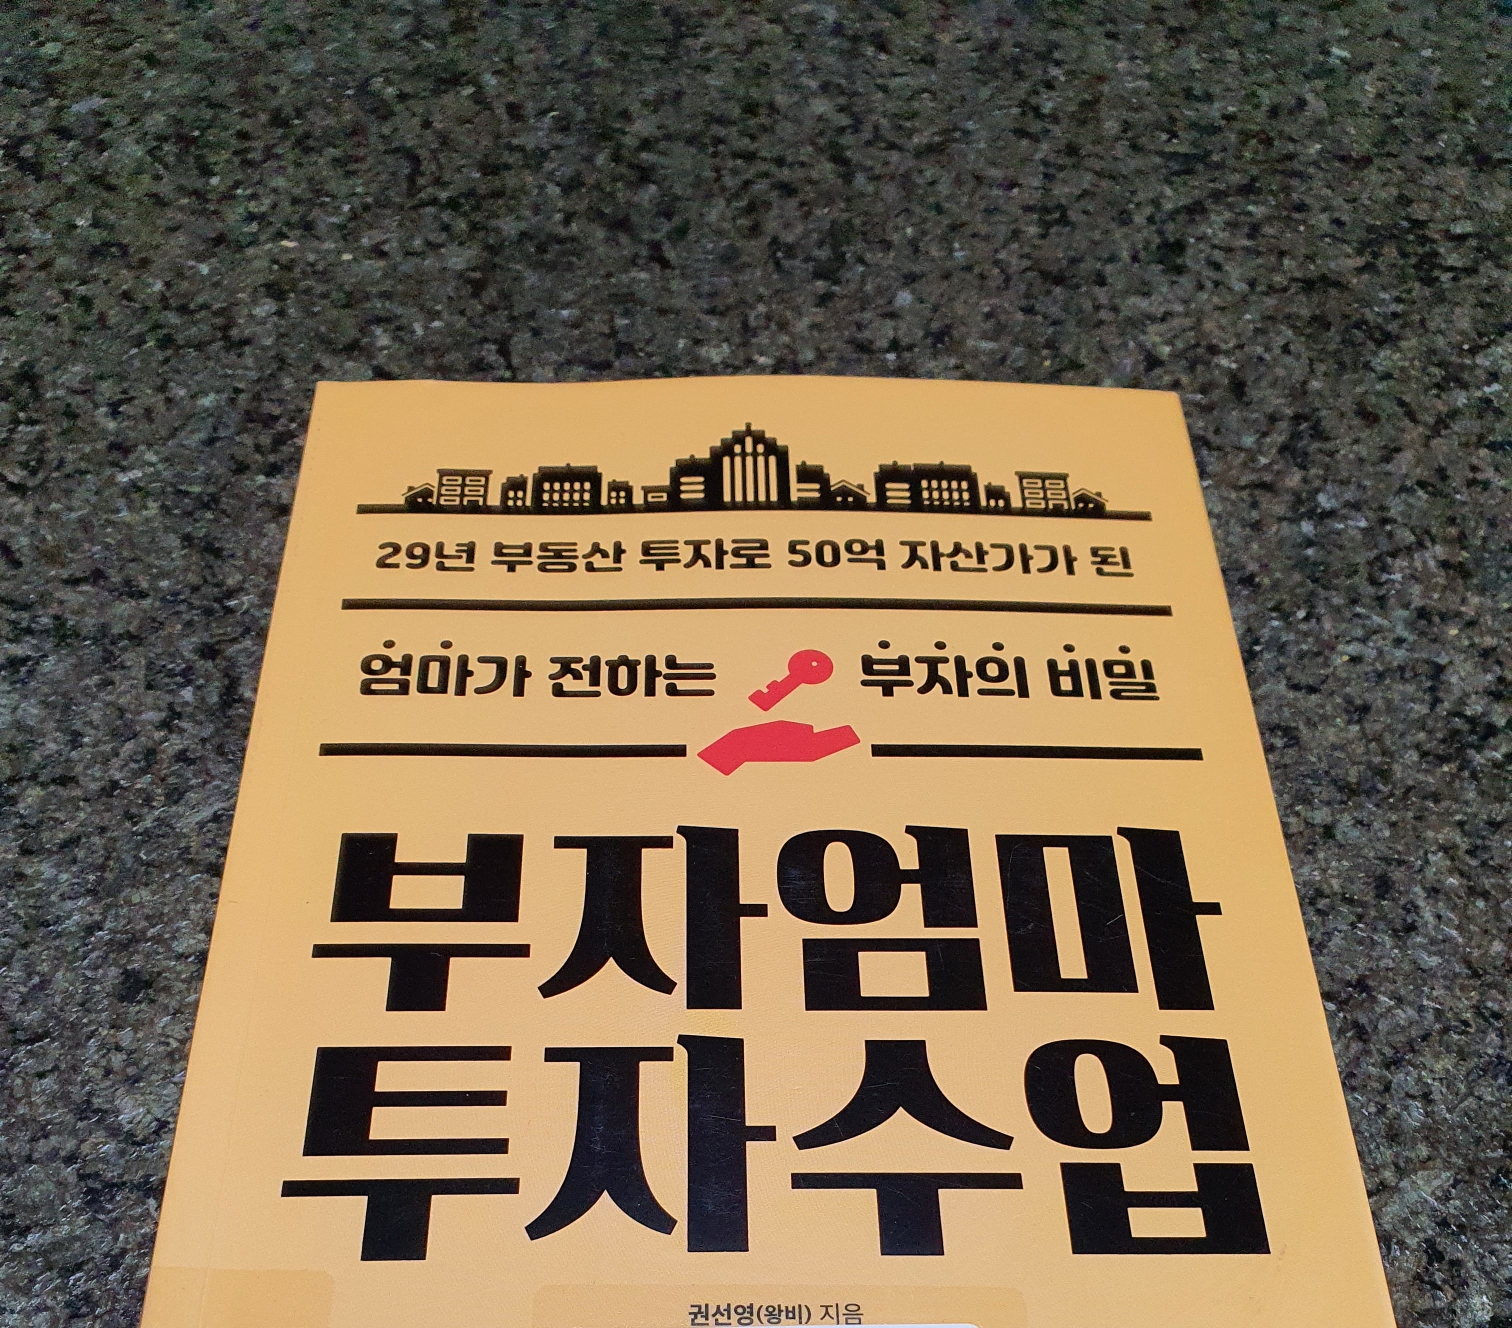 29년 부동산 투자로 50억 자산가가 된
엄마가 전하는 부자의 비밀
부자엄마
투자수업
권선영(왕비) 지음